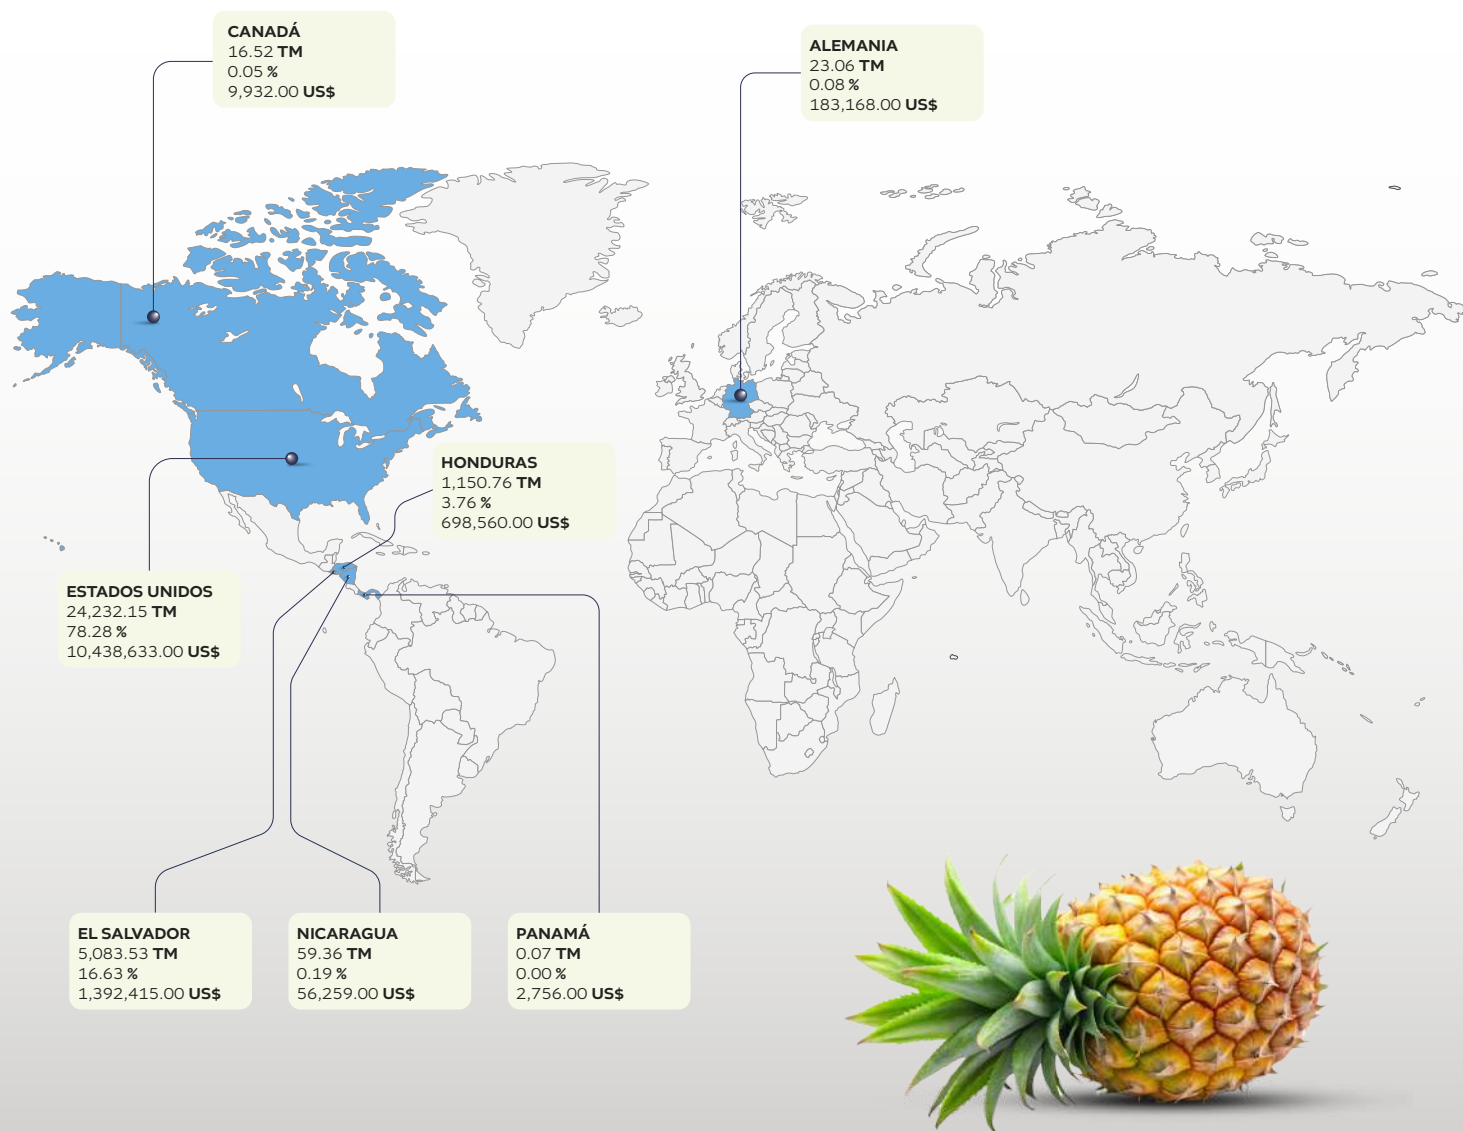 CANADÁ
16.52 TM
0.05 %
9,932.00 US$
ALEMANIA
23.06 TM
0.08 %
183,168.00 US$
HONDURAS
1,150.76 TM
3.76 %
698,560.00 US$
ESTADOS UNIDOS
24,232.15 TM
78.28 %
10,438,633.00 US$
EL SALVADOR
5,083.53 TM
16.63 %
1,392,415.00 US$
NICARAGUA
59.36 TM
0.19 %
56,259.00 US$
PANAMÁ
0.07 TM
0.00 %
2,756.00 US$